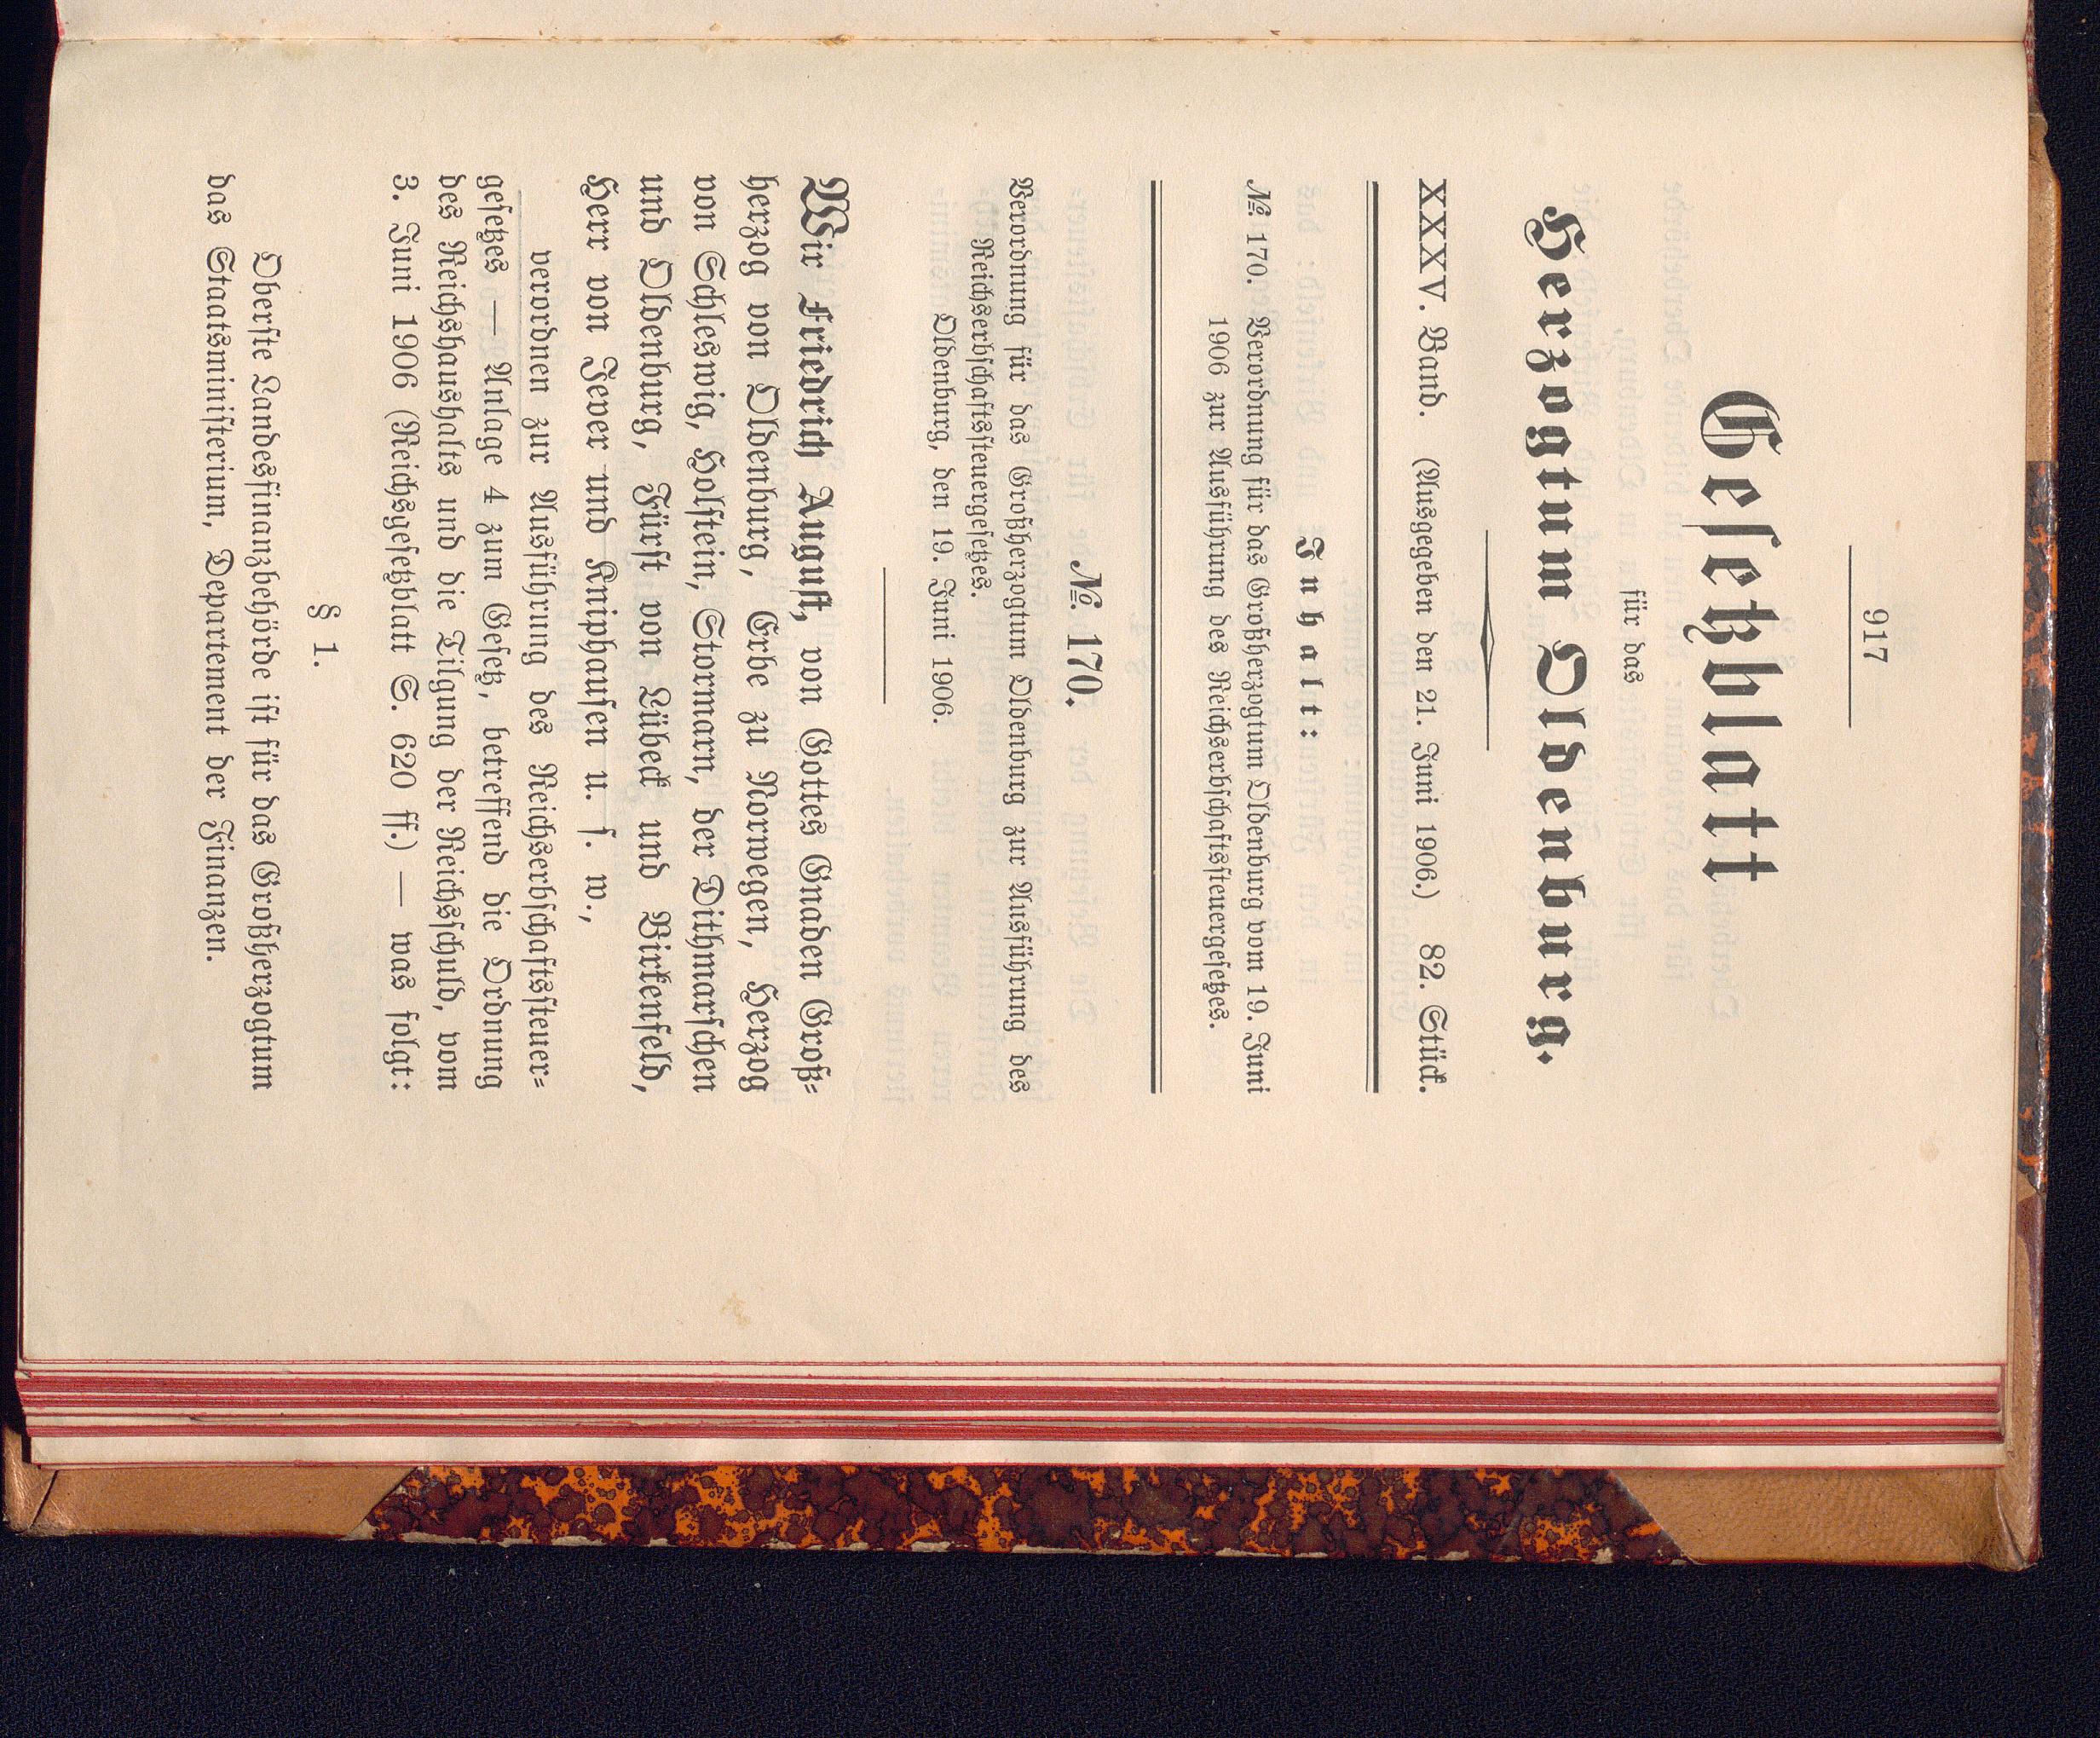 917
Gesetzblatt
für das
Herzogtum Oldenburg.
XXXV. Band. (Ausgegeben den 21. Juni 1906.) 82. Stück.
Inhalt:
№. 170. Verordnung für das Großherzogtum Oldenburg vom 19. Juni
1906 zur Ausführung des Reichserbschaftssteuergesetzes.
№. 170.
Verordnung für das Großherzogtum Oldenburg zur Ausführung des
Reichserbschaftssteuergesetzes.
Oldenburg, den 19. Juni 1906.
Wir Friedrich August, von Gottes Gnaden Groß-
herzog von Oldenburg, Erbe zu Norwegen, Herzog
von Schleswig, Holstein, Stormarn, der Dithmarschen
und Oldenburg, Fürst von Lübeck und Birkenfeld,
Herr von Jever und Kniphausen u. s. w.,
verordnen zur Ausführung des Reichserbschaftssteuer-
gesetzes — Anlage 4 zum Gesetz, betreffend die Ordnung
des Reichshaushalts und die Tilgung der Reichsschuld, vom
3. Juni 1906 (Reichsgesetzblatt S. 620 ff.) — was folgt:
§ 1.
Oberste Landesfinanzbehörde ist für das Großherzogtum
das Staatsministerium, Departement der Finanzen.